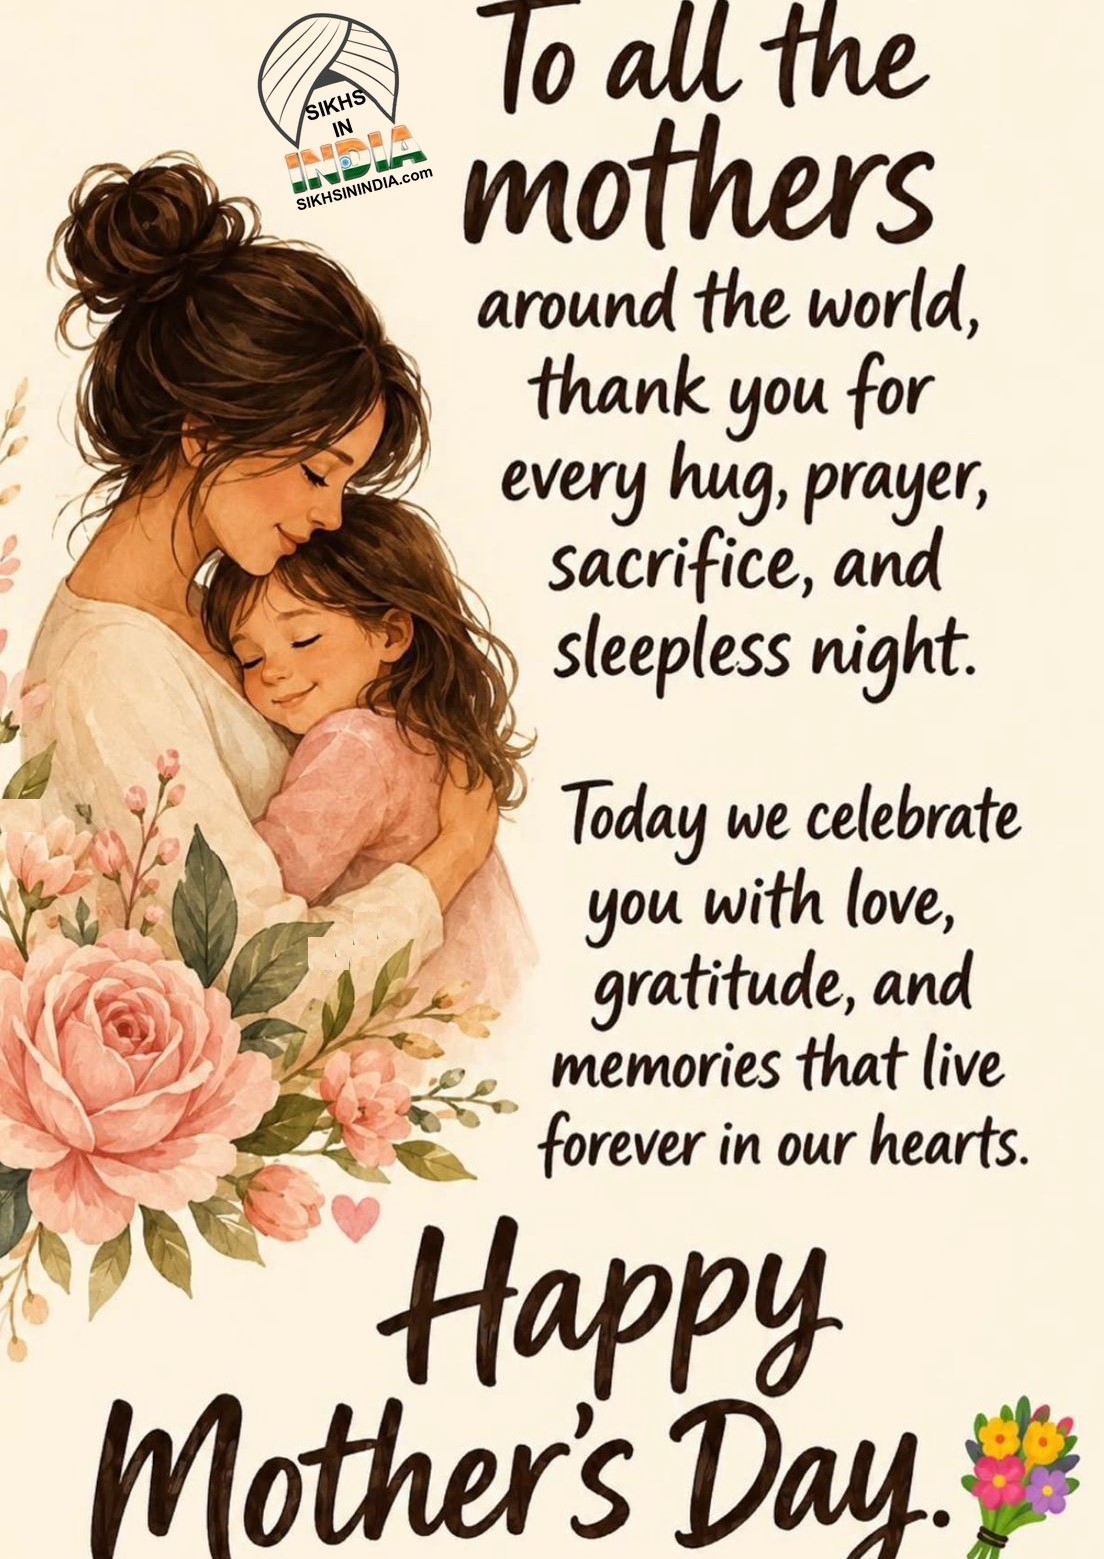 SIKHS
IN
INDIA
SIKHSININDIA.com
To all the
mothers
around the world,
thank you for
every hug, prayer,
sacrifice, and
sleepless night.
Today we celebrate
you with love,
gratitude, and
memories that live
forever in our hearts.
Happy
Mother's Day.